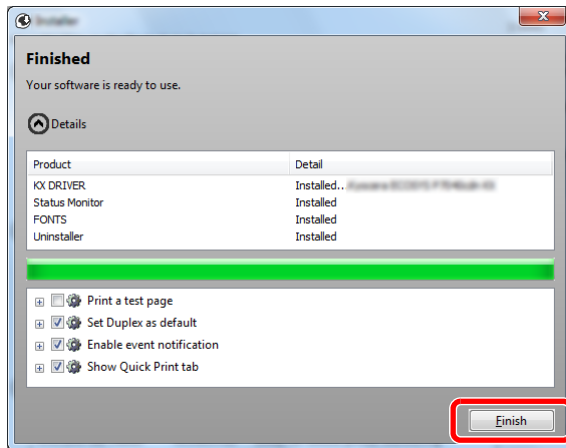 Installer
Finished
Your software is ready to use.
Details
Product Detail
KX DRIVER Installed..
Status Monitor Installed
FONTS Installed
Uninstaller Installed
Print a test page
Set Duplex as default
Enable event notification
Show Quick Print tab
Finish